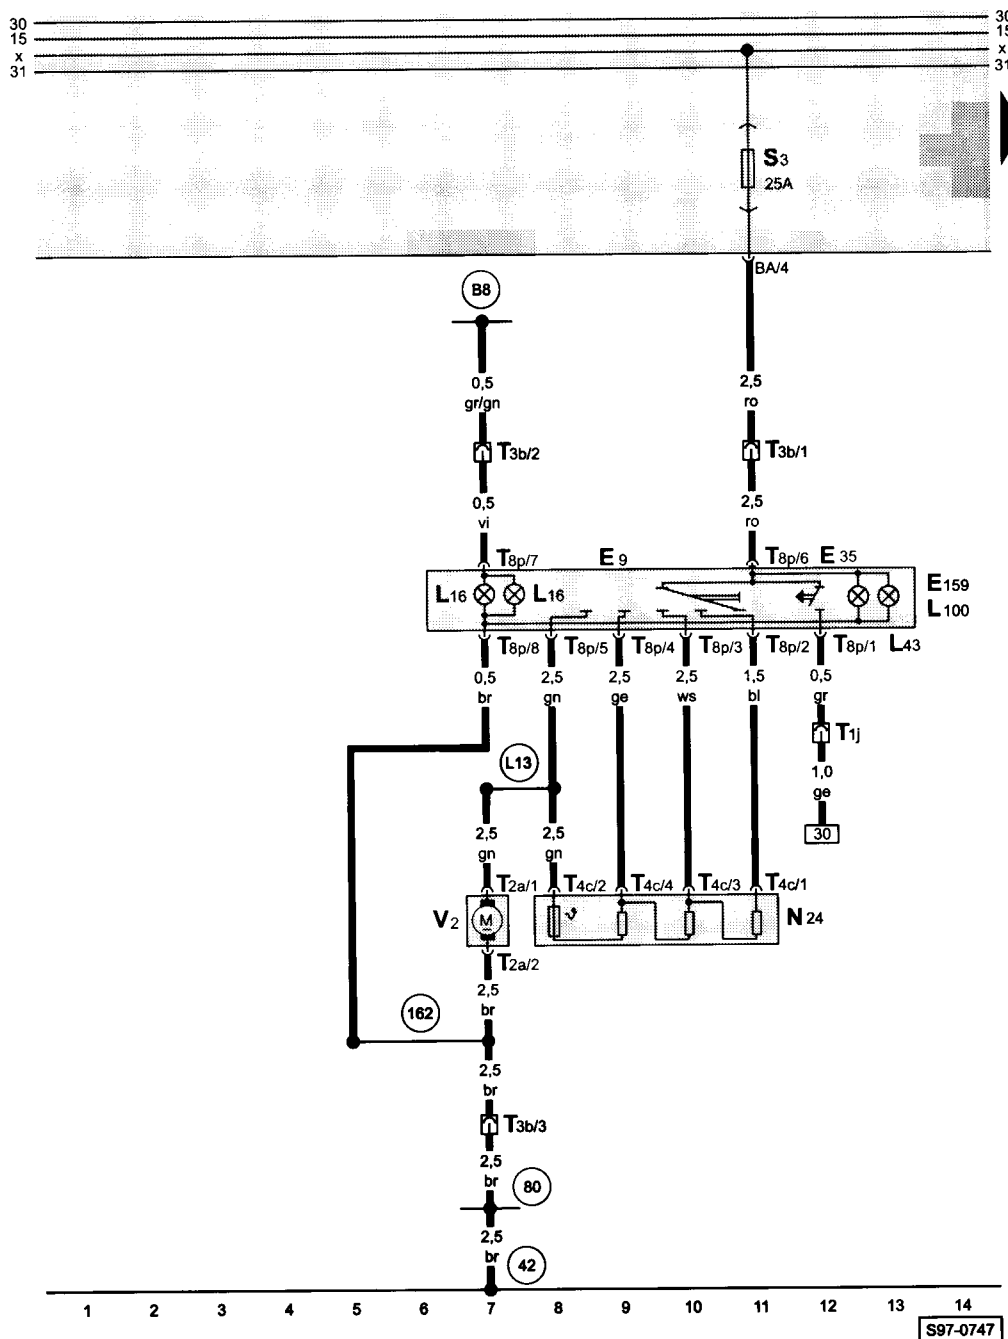 30 30
15 15
x x
31 31
S3
25A
BA/4
B8
0,5
gr/gn
2,5
ro
T3b/2
T3b/1
0,5
vi
2,5
ro
T8p/7
E9
T8p/6
E35
L16
L16
E159
L100
T8p/8
T8p/5
T8p/4
T8p/3
T8p/2
T8p/1
L43
0,5
br
2,5
gn
2,5
ge
2,5
ws
1,5
bl
0,5
gr
T1j
L13
1,0
ge
30
2,5
gn
2,5
gn
T2a/1
T4c/2
T4c/4
T4c/3
T4c/1
V2
M
ϑ
N24
T2a/2
2,5
br
162
2,5
br
T3b/3
2,5
br
80
2,5
br
42
1 2 3 4 5 6 7 8 9 10 11 12 13 14
S97-0747